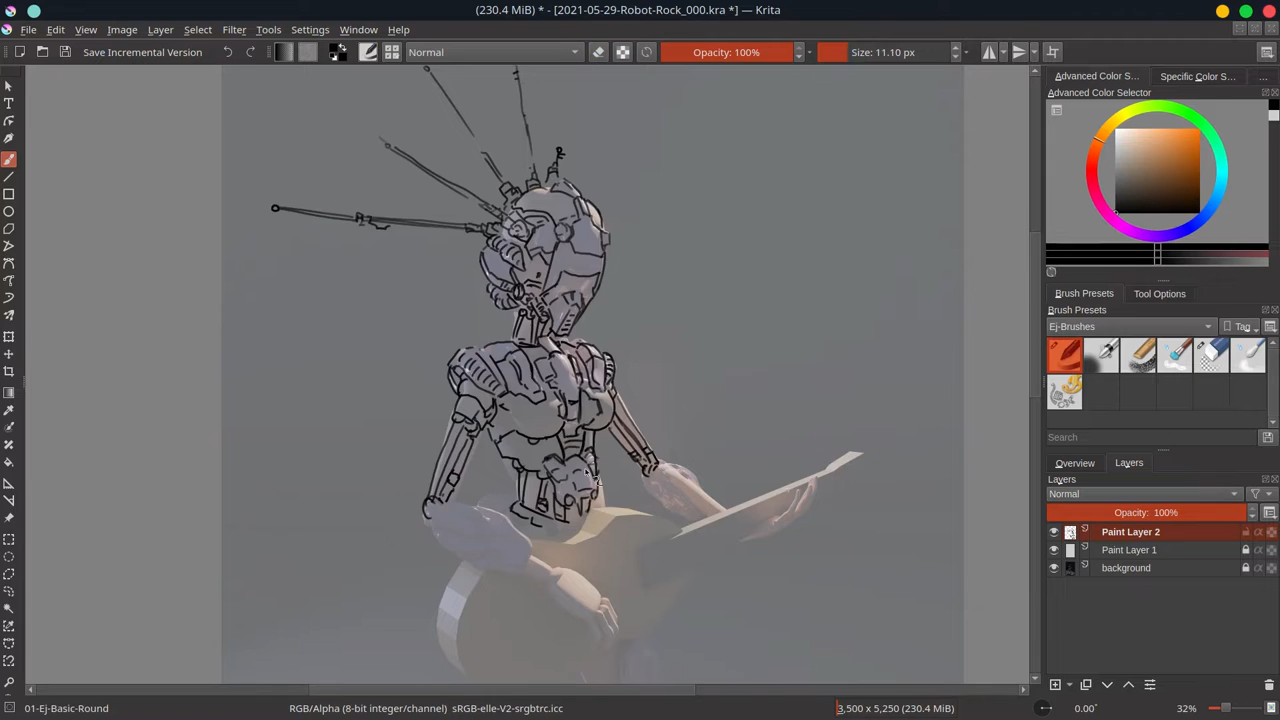 (230.4 MiB) * - [2021-05-29-Robot-Rock_000.kra *] — Krita
File Edit View Image Layer Select Filter Tools Settings Window Help
Save Incremental Version
Normal
Opacity: 100%
Size: 11.10 px
Advanced Color S...
Specific Color S...
...
Advanced Color Selector
Brush Presets
Tool Options
Brush Presets
Ej-Brushes
Tag
Search
Overview
Layers
Layers
Normal
Opacity: 100%
Paint Layer 2
Paint Layer 1
background
01-Ej-Basic-Round
RGB/Alpha (8-bit integer/channel) sRGB-elle-V2-srgbtrc.icc
3,500 x 5,250 (230.4 MiB)
0.00°
32%